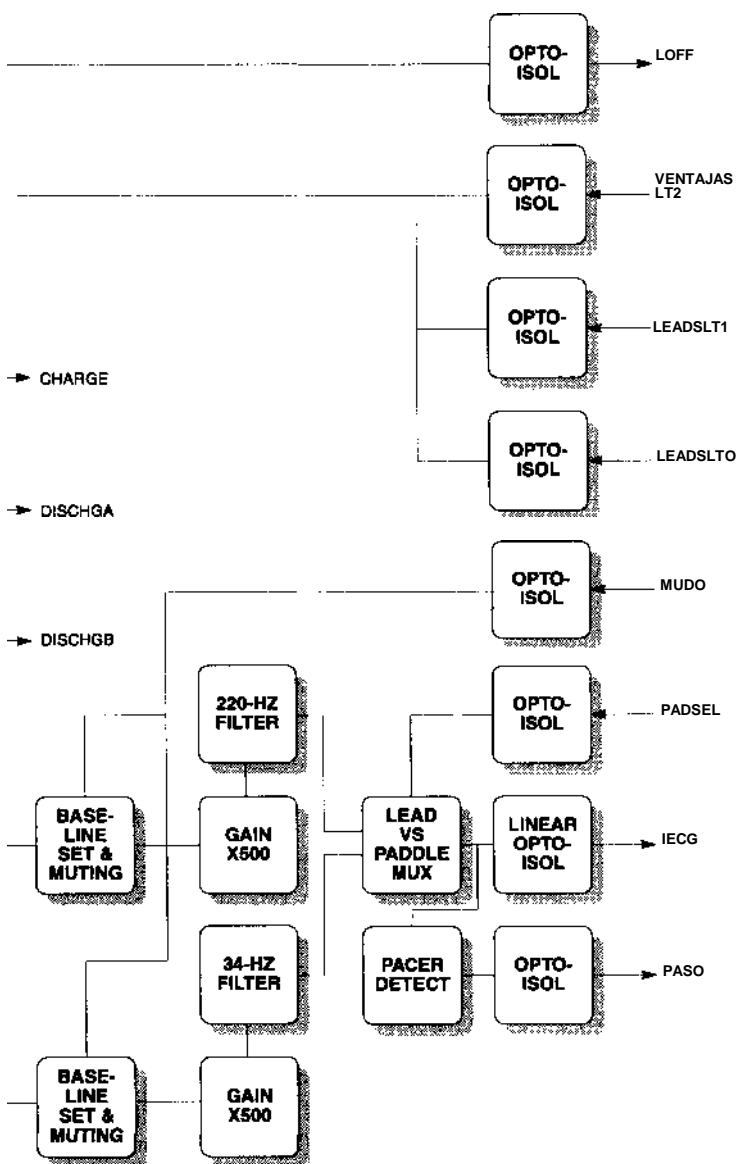 OPTO-
ISOL
LOFF
OPTO-
ISOL
VENTAJAS
LT2
OPTO-
ISOL
LEADSLT1
CHARGE
OPTO-
ISOL
LEADSLTO
DISCHGA
OPTO-
ISOL
MUDO
DISCHGB
220-HZ
FILTER
OPTO-
ISOL
PADSEL
BASE-
LINE
SET &
MUTING
GAIN
X500
LEAD
VS
PADDLE
MUX
LINEAR
OPTO-
ISOL
IECG
34-HZ
FILTER
PACER
DETECT
OPTO-
ISOL
PASO
BASE-
LINE
SET &
MUTING
GAIN
X500